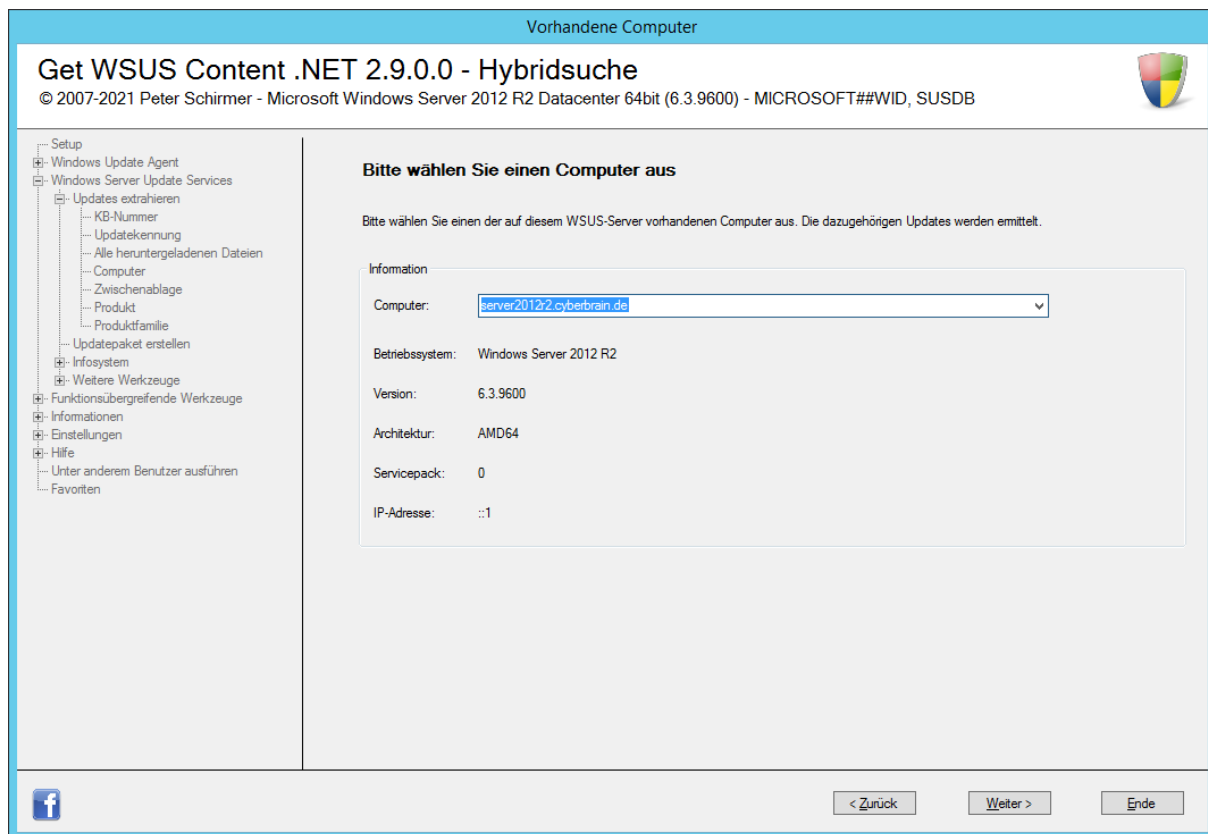 Vorhandene Computer
Get WSUS Content .NET 2.9.0.0 - Hybridsuche
© 2007-2021 Peter Schirmer - Microsoft Windows Server 2012 R2 Datacenter 64bit (6.3.9600) - MICROSOFT##WID, SUSDB
Setup
Windows Update Agent
Windows Server Update Services
Updates extrahieren
KB-Nummer
Updatekennung
Alle heruntergeladenen Dateien
Computer
Zwischenablage
Produkt
Produktfamilie
Updatepaket erstellen
Infosystem
Weitere Werkzeuge
Funktionsübergreifende Werkzeuge
Informationen
Einstellungen
Hilfe
Unter anderem Benutzer ausführen
Favoriten
Bitte wählen Sie einen Computer aus
Bitte wählen Sie einen der auf diesem WSUS-Server vorhandenen Computer aus. Die dazugehörigen Updates werden ermittelt.
Information
Computer: server2012r2.cyberbrain.de
Betriebssystem: Windows Server 2012 R2
Version: 6.3.9600
Architektur: AMD64
Servicepack: 0
IP-Adresse: ::1
f
< Zurück Weiter > Ende